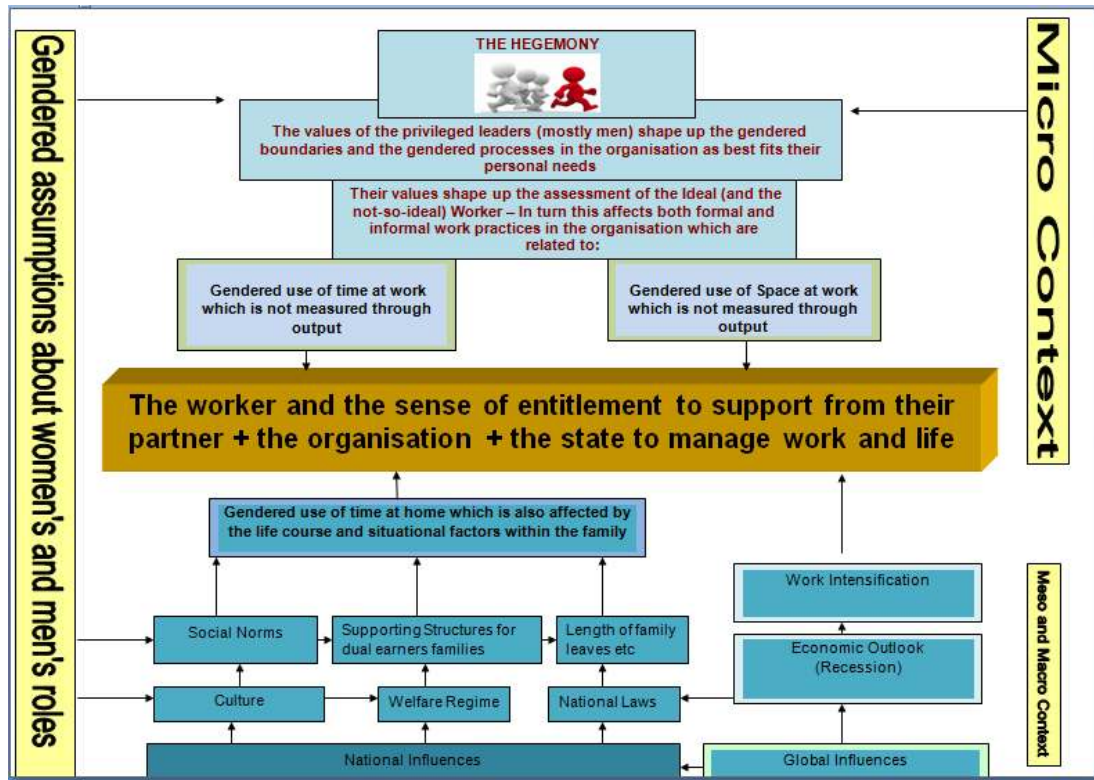 Gendered assumptions about women's and men's roles
THE HEGEMONY
The values of the privileged leaders (mostly men) shape up the gendered
boundaries and the gendered processes in the organisation as best fits their
personal needs
Their values shape up the assessment of the Ideal (and the
not-so-ideal) Worker – In turn this affects both formal and
informal work practices in the organisation which are
related to:
Gendered use of time at work
which is not measured through
output
Gendered use of Space at work
which is not measured through
output
Micro Context
The worker and the sense of entitlement to support from their
partner + the organisation + the state to manage work and life
Gendered use of time at home which is also affected by
the life course and situational factors within the family
Work Intensification
Social Norms
Supporting Structures for
dual earners families
Length of family
leaves etc
Economic Outlook
(Recession)
Culture
Welfare Regime
National Laws
National Influences
Global Influences
Meso and Macro Context